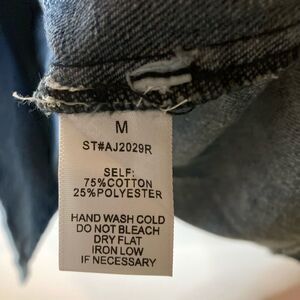 M
ST#AJ2029R
SELF:
75%COTTON
25%POLYESTER
HAND WASH COLD
DO NOT BLEACH
DRY FLAT
IRON LOW
IF NECESSARY